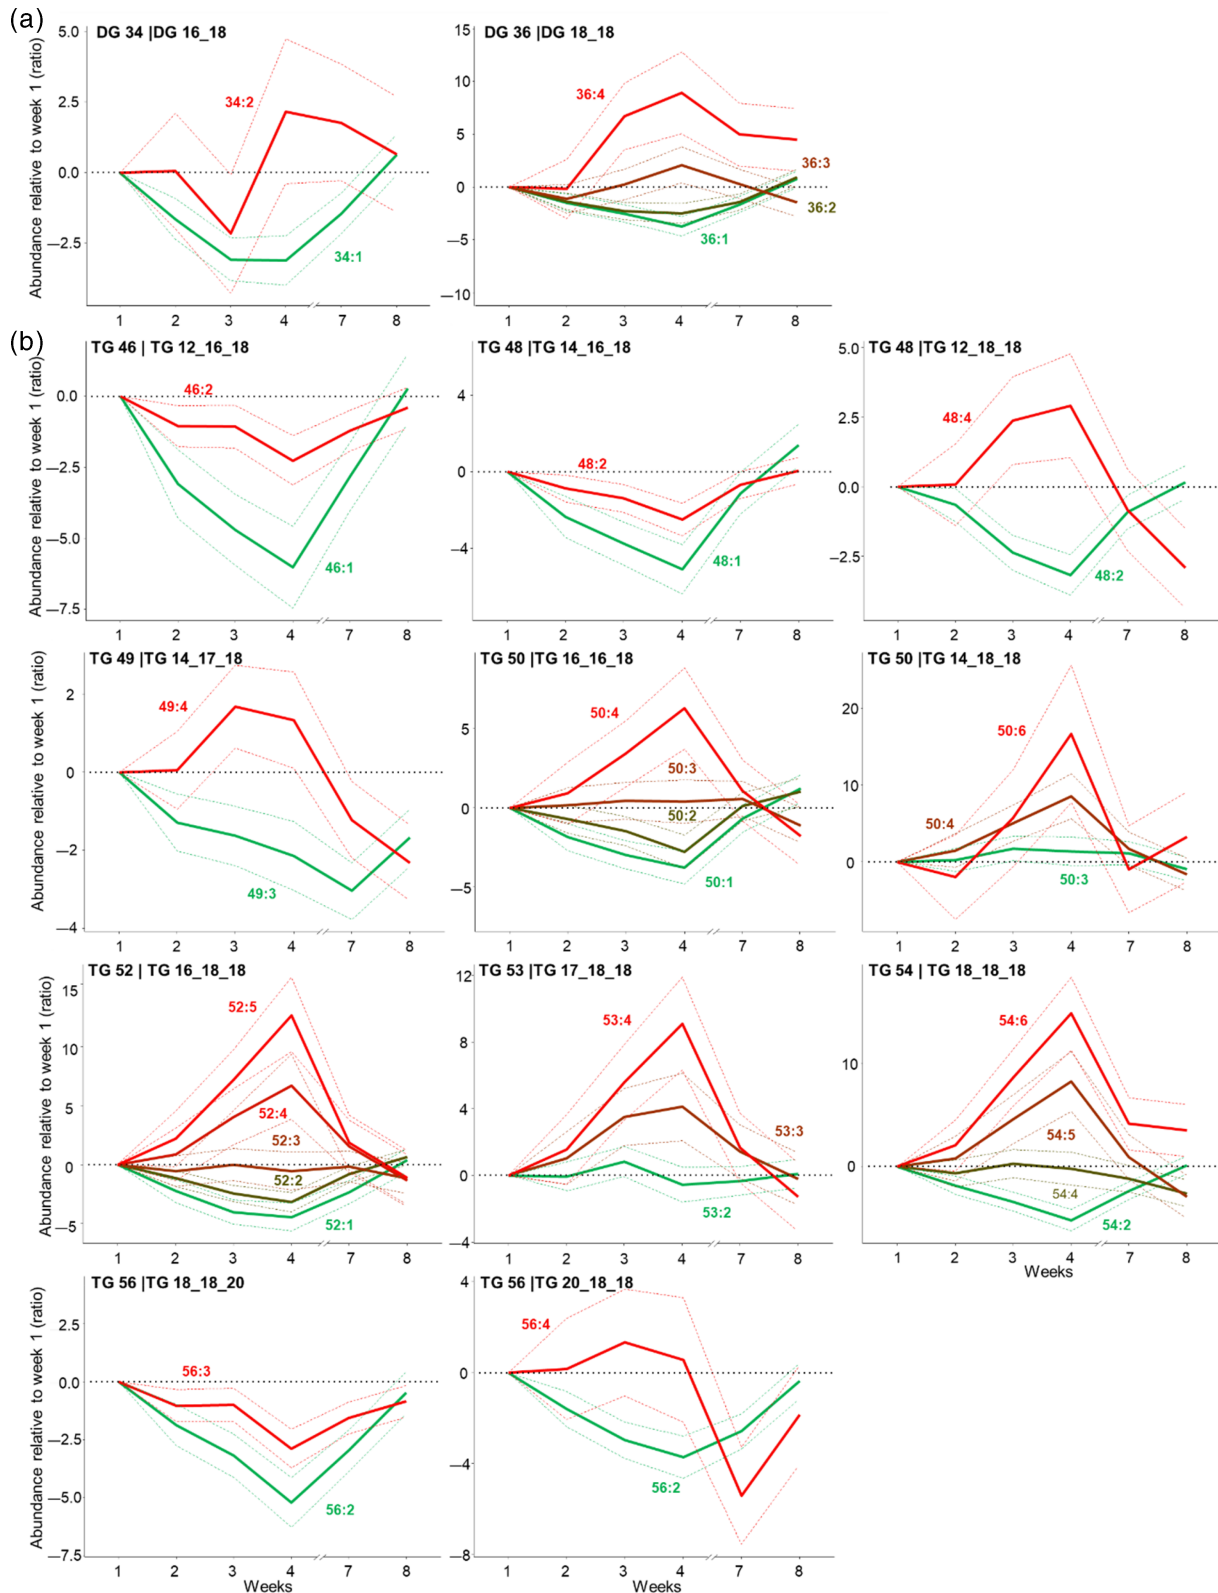 (a)
DG 34 |DG 16_18
DG 36 |DG 18_18
Abundance relative to week 1 (ratio)
5.0
2.5
0.0
—2.5
34:2
34:1
1 2 3 4 7 8
15
10
5
0
—5
—10
36:4
36:3
36:2
36:1
1 2 3 4 7 8
(b)
TG 46 | TG 12_16_18
TG 48 |TG 14_16_18
TG 48 |TG 12_18_18
Abundance relative to week 1 (ratio)
0.0
—2.5
—5.0
—7.5
46:2
46:1
1 2 3 4 7 8
4
0
—4
48:2
48:1
1 2 3 4 7 8
5.0
2.5
0.0
—2.5
48:4
48:2
1 2 3 4 7 8
TG 49 |TG 14_17_18
TG 50 |TG 16_16_18
TG 50 |TG 14_18_18
Abundance relative to week 1 (ratio)
2
0
—2
—4
49:4
49:3
1 2 3 4 7 8
5
0
—5
50:4
50:3
50:2
50:1
1 2 3 4 7 8
20
10
0
50:6
50:4
50:3
1 2 3 4 7 8
TG 52 | TG 16_18_18
TG 53 |TG 17_18_18
TG 54 | TG 18_18_18
Abundance relative to week 1 (ratio)
15
10
5
0
—5
52:5
52:4
52:3
52:2
52:1
1 2 3 4 7 8
12
8
4
0
—4
53:4
53:3
53:2
1 2 3 4 7 8
10
0
54:6
54:5
54:4
54:2
1 2 3 4 7 8
Weeks
TG 56 |TG 18_18_20
TG 56 |TG 20_18_18
Abundance relative to week 1 (ratio)
2.5
0.0
—2.5
—5.0
—7.5
56:3
56:2
1 2 3 4 7 8
Weeks
4
0
—4
—8
56:4
56:2
1 2 3 4 7 8
Weeks